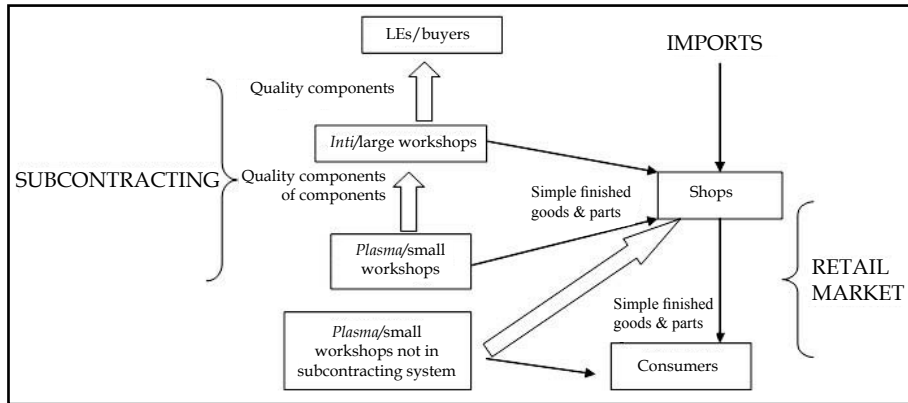 LEs/buyers
IMPORTS
Quality components
Inti/large workshops
SUBCONTRACTING
Quality components
of components
Simple finished
goods & parts
Shops
Plasma/small
workshops
RETAIL
MARKET
Simple finished
goods & parts
Plasma/small
workshops not in
subcontracting system
Consumers